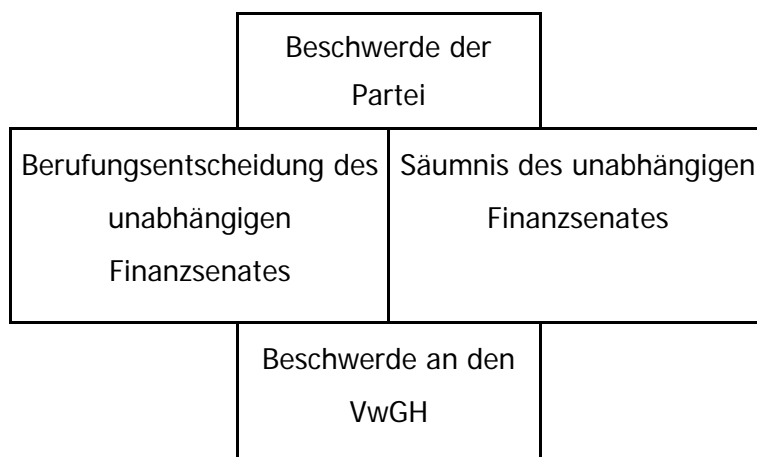 Beschwerde der
Partei
Berufungsentscheidung des
unabhängigen
Finanzsenates
Säumnis des unabhängigen
Finanzsenates
Beschwerde an den
VwGH